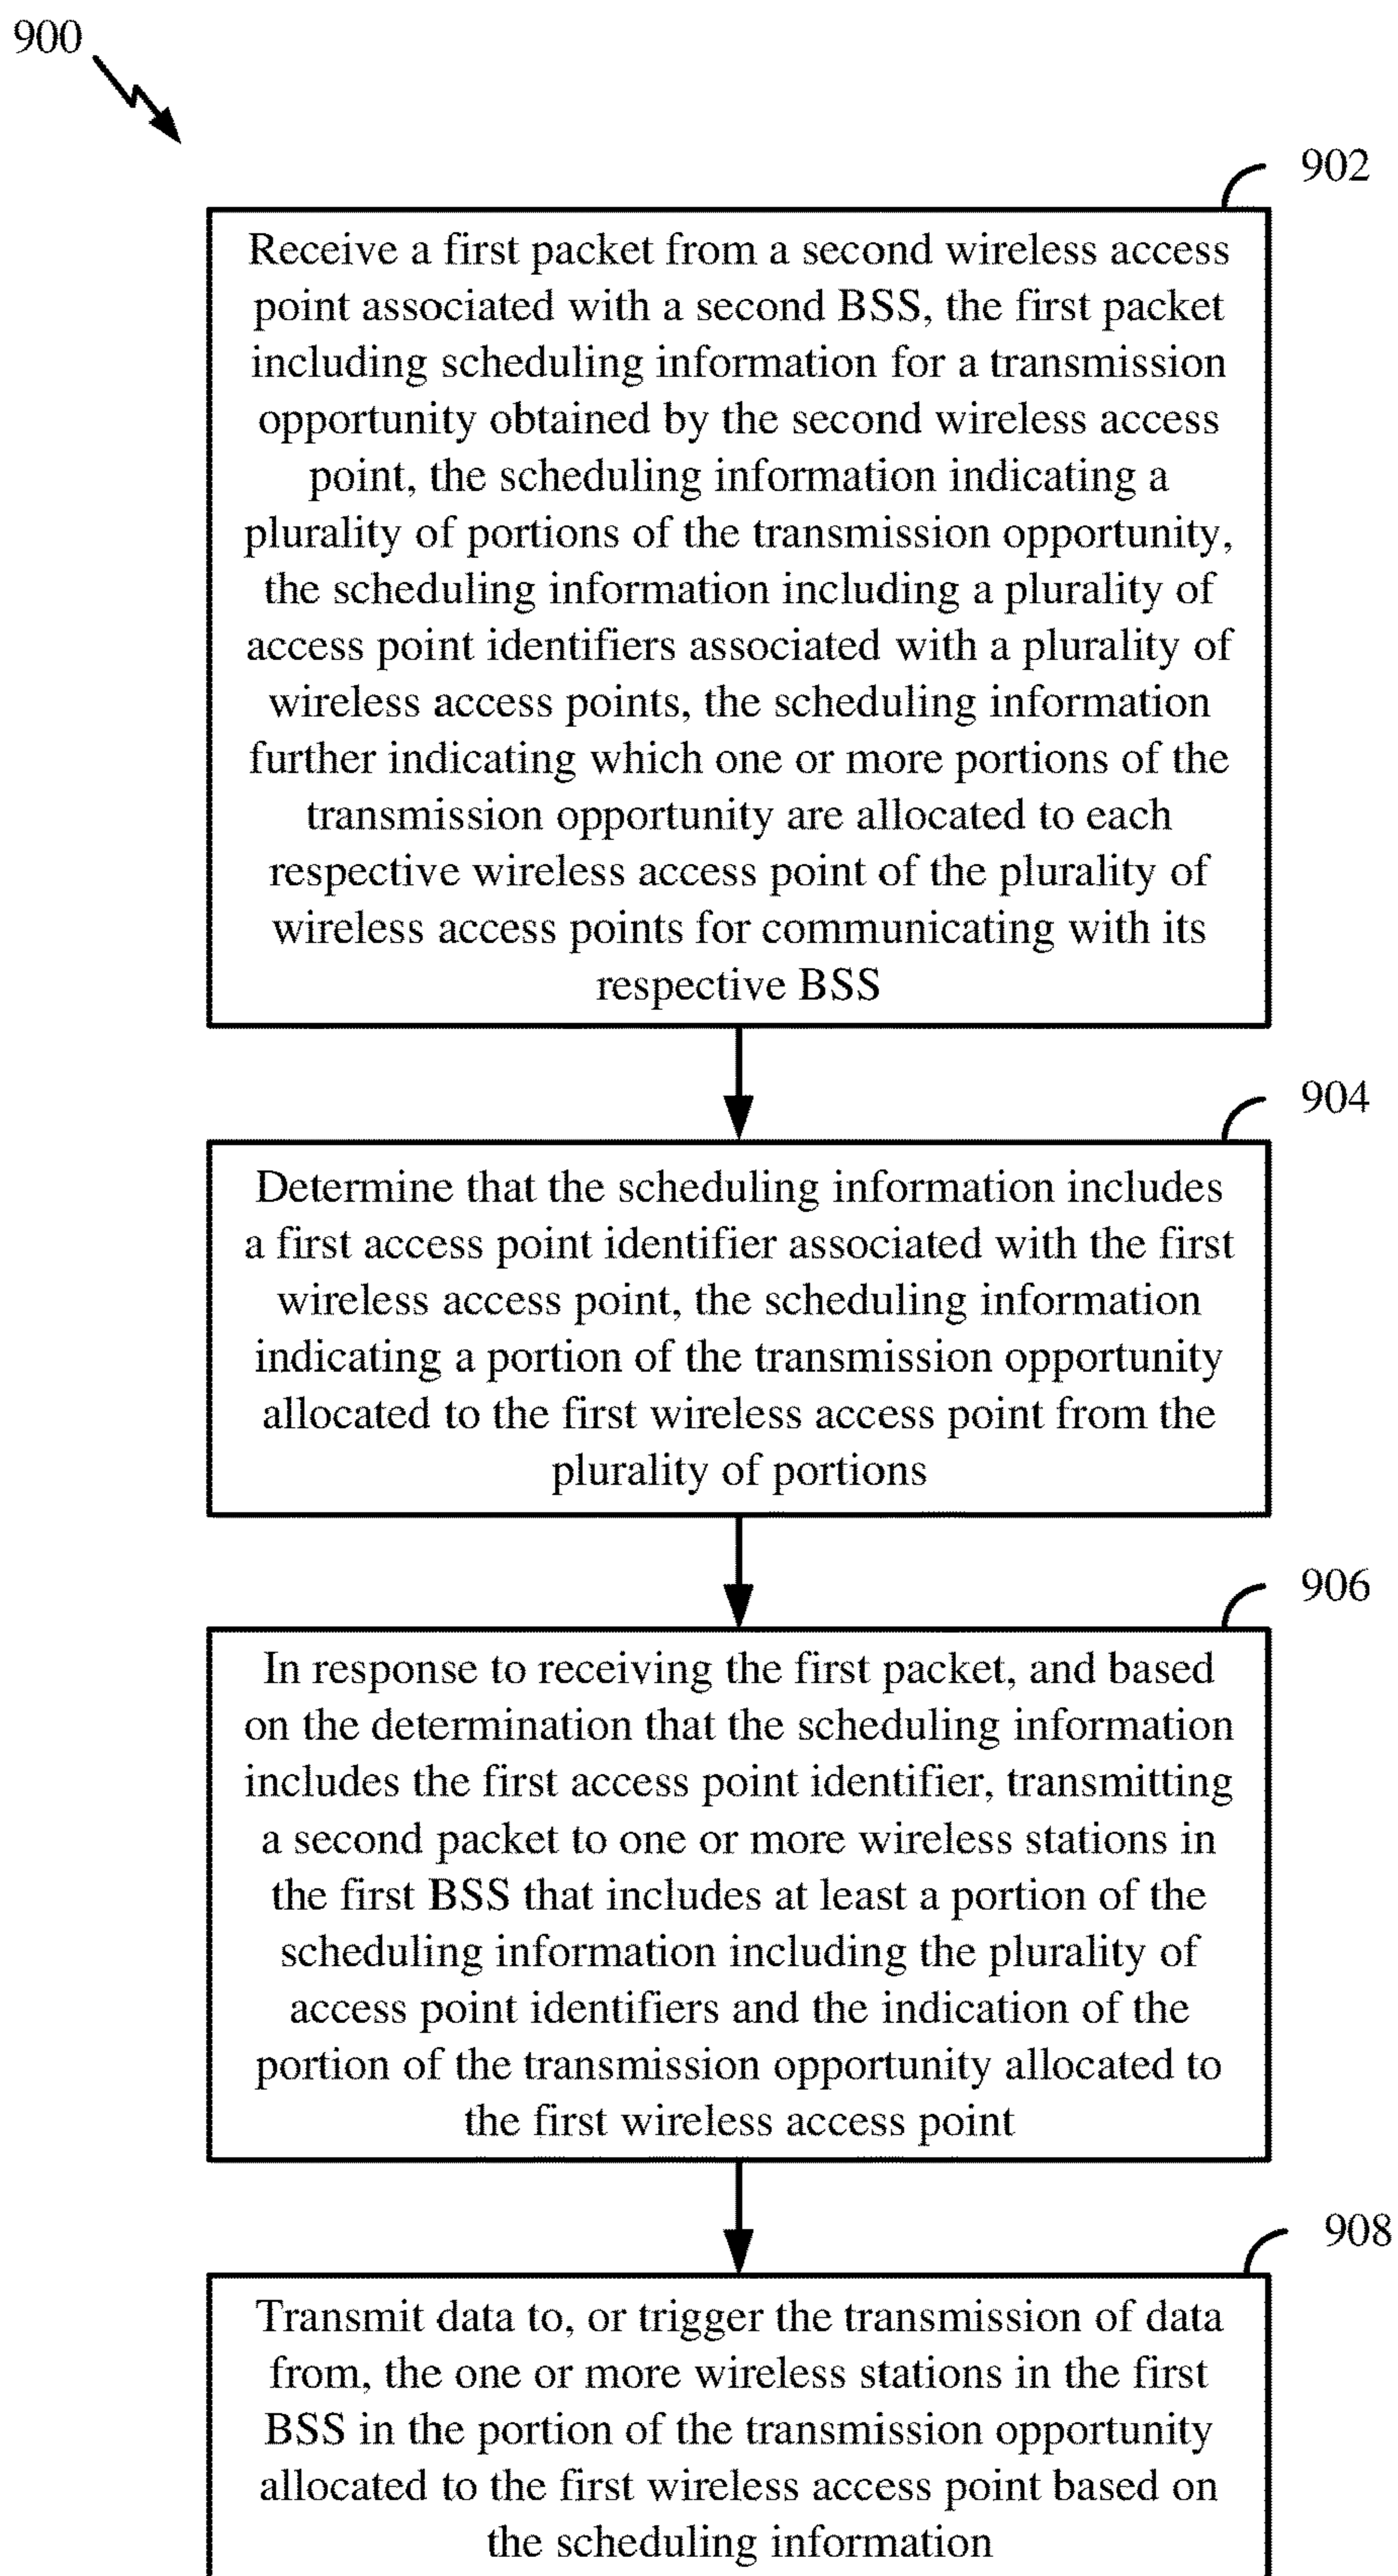 900
902
Receive a first packet from a second wireless access
point associated with a second BSS, the first packet
including scheduling information for a transmission
opportunity obtained by the second wireless access
point, the scheduling information indicating a
plurality of portions of the transmission opportunity,
the scheduling information including a plurality of
access point identifiers associated with a plurality of
wireless access points, the scheduling information
further indicating which one or more portions of the
transmission opportunity are allocated to each
respective wireless access point of the plurality of
wireless access points for communicating with its
respective BSS
904
Determine that the scheduling information includes
a first access point identifier associated with the first
wireless access point, the scheduling information
indicating a portion of the transmission opportunity
allocated to the first wireless access point from the
plurality of portions
906
In response to receiving the first packet, and based
on the determination that the scheduling information
includes the first access point identifier, transmitting
a second packet to one or more wireless stations in
the first BSS that includes at least a portion of the
scheduling information including the plurality of
access point identifiers and the indication of the
portion of the transmission opportunity allocated to
the first wireless access point
908
Transmit data to, or trigger the transmission of data
from, the one or more wireless stations in the first
BSS in the portion of the transmission opportunity
allocated to the first wireless access point based on
the scheduling information